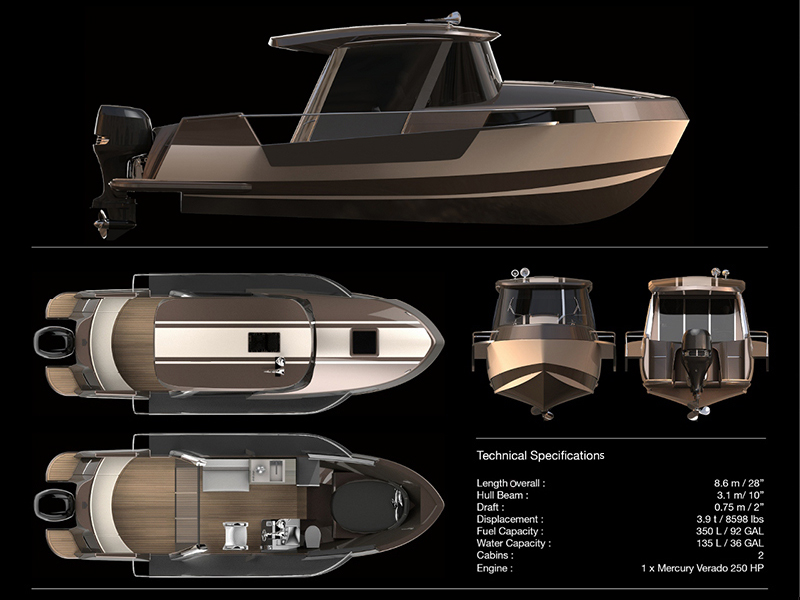 Technical Specifications
Length Overall : 8.6 m / 28”
Hull Beam : 3.1 m/ 10”
Draft : 0.75 m / 2”
Displacement : 3.9 t / 8598 lbs
Fuel Capacity : 350 L / 92 GAL
Water Capacity : 135 L / 36 GAL
Cabins : 2
Engine : 1 x Mercury Verado 250 HP